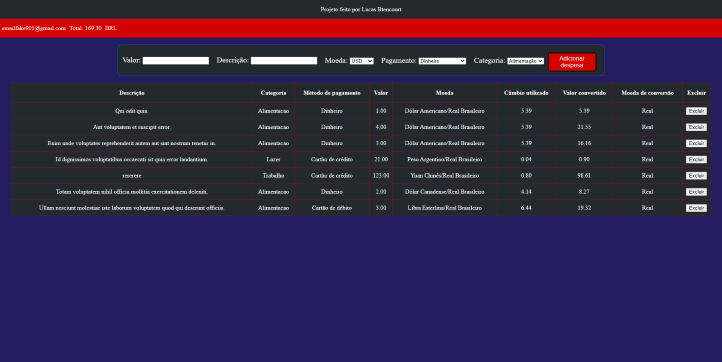 Projeto feito por Lucas Btencourt
emailfake001@gmail.com Total: 169.30 BRL
Valor: Descrição: Moeda: USD Pagamento: Dinheiro Categoria: Alimentação Adicionar despesa
Descrição Categoria Método de pagamento Valor Moeda Câmbio utilizado Valor convertido Moeda de conversão Excluir
Qui odit quia. Alimentacao Dinheiro 1.00 Dólar Americano/Real Brasileiro 5.39 5.39 Real Excluir
Aut voluptatem et suscipit error. Alimentacao Dinheiro 4.00 Dólar Americano/Real Brasileiro 5.39 21.55 Real Excluir
Enim unde voluptates reprehenderit autem aut sint nostrum tenetur in. Alimentacao Dinheiro 3.00 Dólar Americano/Real Brasileiro 5.39 16.16 Real Excluir
Id dignissimos voluptatibus occaecati sit quia error laudantium. Lazer Cartão de crédito 21.00 Peso Argentino/Real Brasileiro 0.04 0.90 Real Excluir
rererere Trabalho Cartão de crédito 123.00 Yuan Chinês/Real Brasileiro 0.80 98.61 Real Excluir
Totam voluptatem nihil officia mollitia exercitationem deleniti. Alimentacao Dinheiro 2.00 Dólar Canadense/Real Brasileiro 4.14 8.27 Real Excluir
Ullam nesciunt molestiae iste laborum voluptatem quod qui deserunt officiis. Alimentacao Cartão de débito 3.00 Libra Esterlina/Real Brasileiro 6.44 19.32 Real Excluir